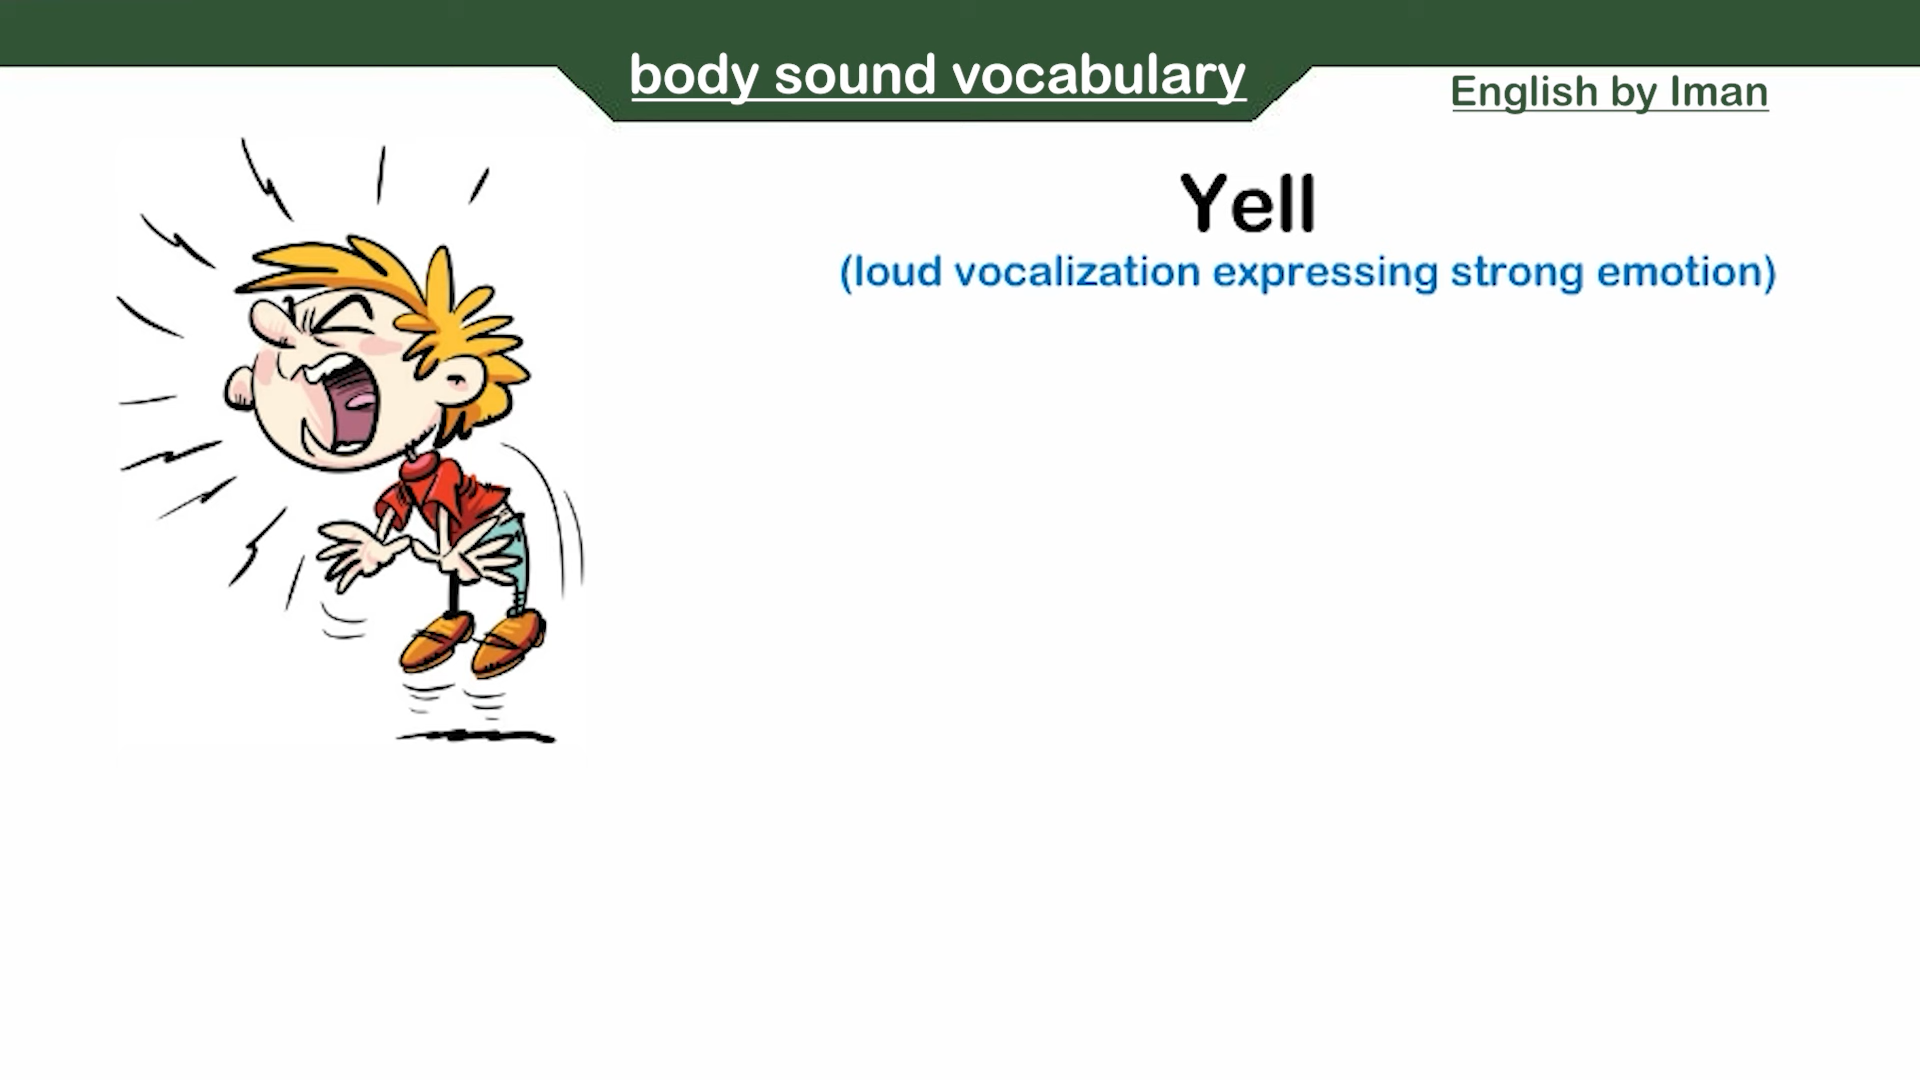 body sound vocabulary
English by Iman
Yell
(loud vocalization expressing strong emotion)